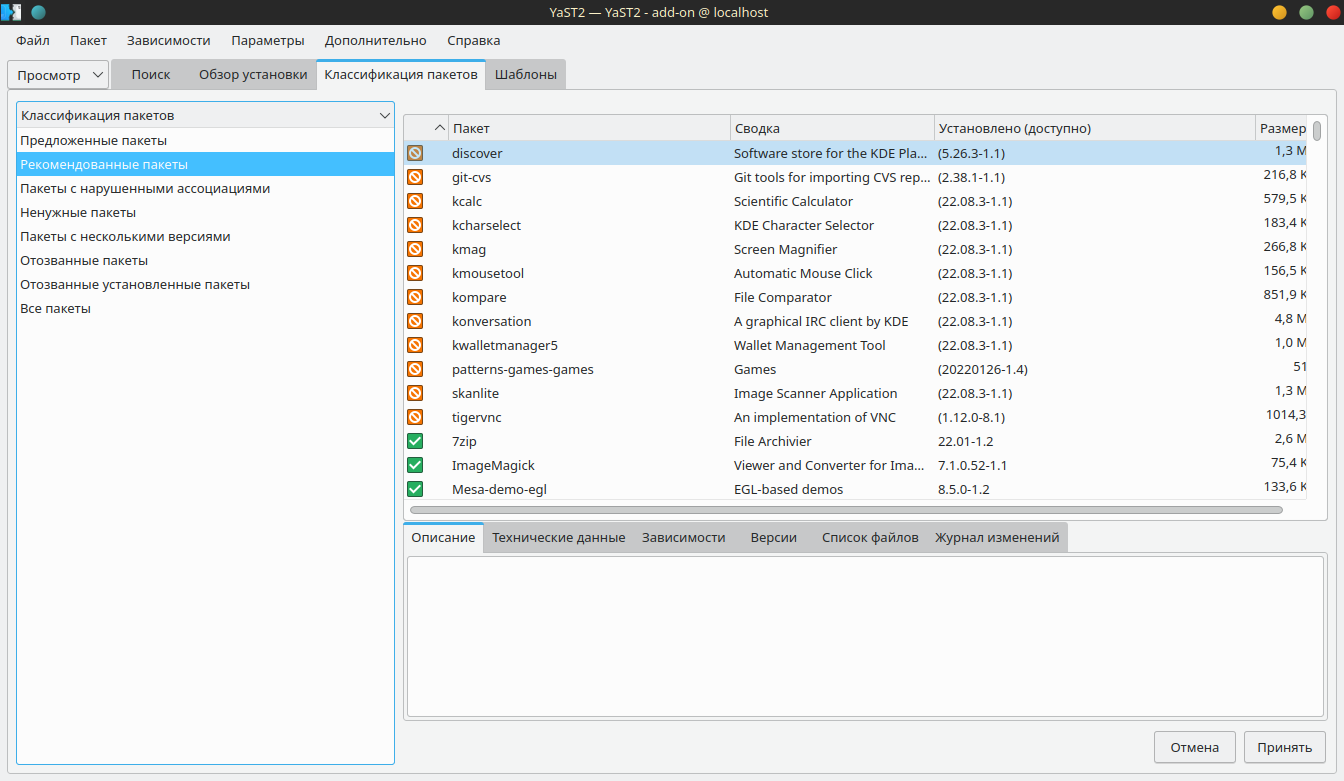 YaST2 — YaST2 - add-on @ localhost
Файл Пакет Зависимости Параметры Дополнительно Справка
Просмотр Поиск Обзор установки Классификация пакетов Шаблоны
Классификация пакетов
Предложенные пакеты
Рекомендованные пакеты
Пакеты с нарушенными ассоциациями
Ненужные пакеты
Пакеты с несколькими версиями
Отозванные пакеты
Отозванные установленные пакеты
Все пакеты
Пакет Сводка Установлено (доступно) Размер
discover Software store for the KDE Pla... (5.26.3-1.1) 1,3 M
git-cvs Git tools for importing CVS rep... (2.38.1-1.1) 216,8 K
kcalc Scientific Calculator (22.08.3-1.1) 579,5 K
kcharselect KDE Character Selector (22.08.3-1.1) 183,4 K
kmag Screen Magnifier (22.08.3-1.1) 266,8 K
kmousetool Automatic Mouse Click (22.08.3-1.1) 156,5 K
kompare File Comparator (22.08.3-1.1) 851,9 K
konversation A graphical IRC client by KDE (22.08.3-1.1) 4,8 M
kwalletmanager5 Wallet Management Tool (22.08.3-1.1) 1,0 M
patterns-games-games Games (20220126-1.4) 51
skanlite Image Scanner Application (22.08.3-1.1) 1,3 M
tigervnc An implementation of VNC (1.12.0-8.1) 1014,3
7zip File Archivier 22.01-1.2 2,6 M
ImageMagick Viewer and Converter for Ima... 7.1.0.52-1.1 75,4 K
Mesa-demo-egl EGL-based demos 8.5.0-1.2 133,6 K
Описание Технические данные Зависимости Версии Список файлов Журнал изменений
Отмена Принять